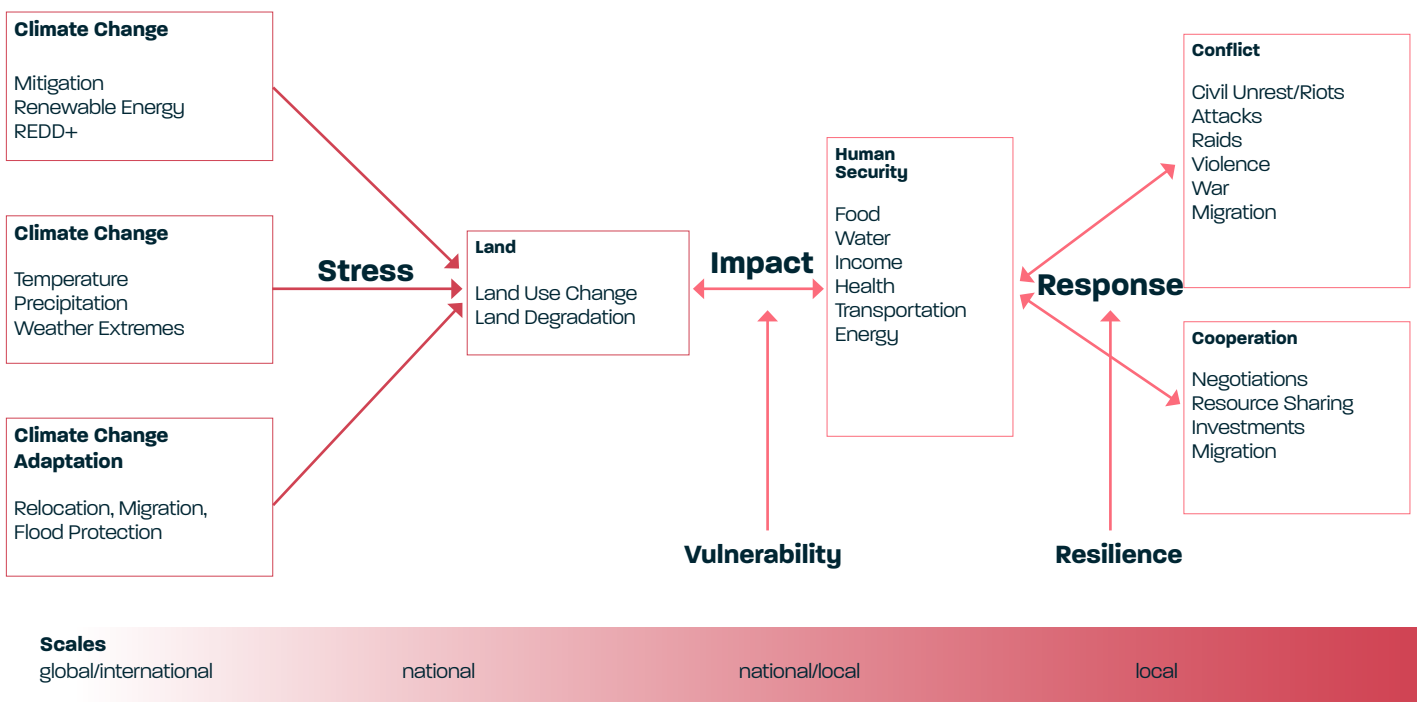 Climate Change
Mitigation
Renewable Energy
REDD+
Climate Change
Temperature
Precipitation
Weather Extremes
Climate Change
Adaptation
Relocation, Migration,
Flood Protection
Stress
Land
Land Use Change
Land Degradation
Impact
Vulnerability
Human
Security
Food
Water
Income
Health
Transportation
Energy
Response
Resilience
Conflict
Civil Unrest/Riots
Attacks
Raids
Violence
War
Migration
Cooperation
Negotiations
Resource Sharing
Investments
Migration
Scales
global/international national national/local local